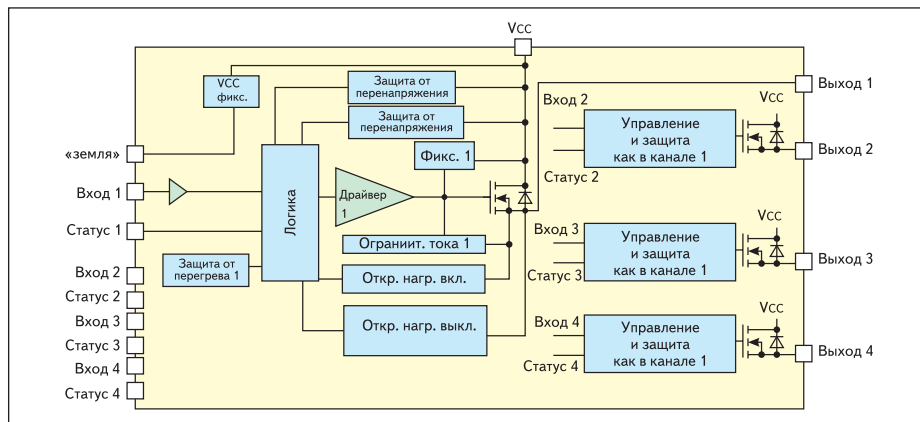 VCC
VCC
фикс.
Защита от
перенапряжения
Защита от
перенапряжения
Фикс. 1
«земля»
Вход 1
Статус 1
Вход 2
Статус 2
Вход 3
Статус 3
Вход 4
Статус 4
Логика
Драйвер
1
Ограниит. тока 1
Защита от
перегрева 1
Откр. нагр. вкл.
Откр. нагр. выкл.
Вход 2
Статус 2
Управление
и защита
как в канале 1
VCC
Вход 3
Статус 3
Управление
и защита
как в канале 1
VCC
Вход 4
Статус 4
Управление
и защита
как в канале 1
VCC
Выход 1
Выход 2
Выход 3
Выход 4